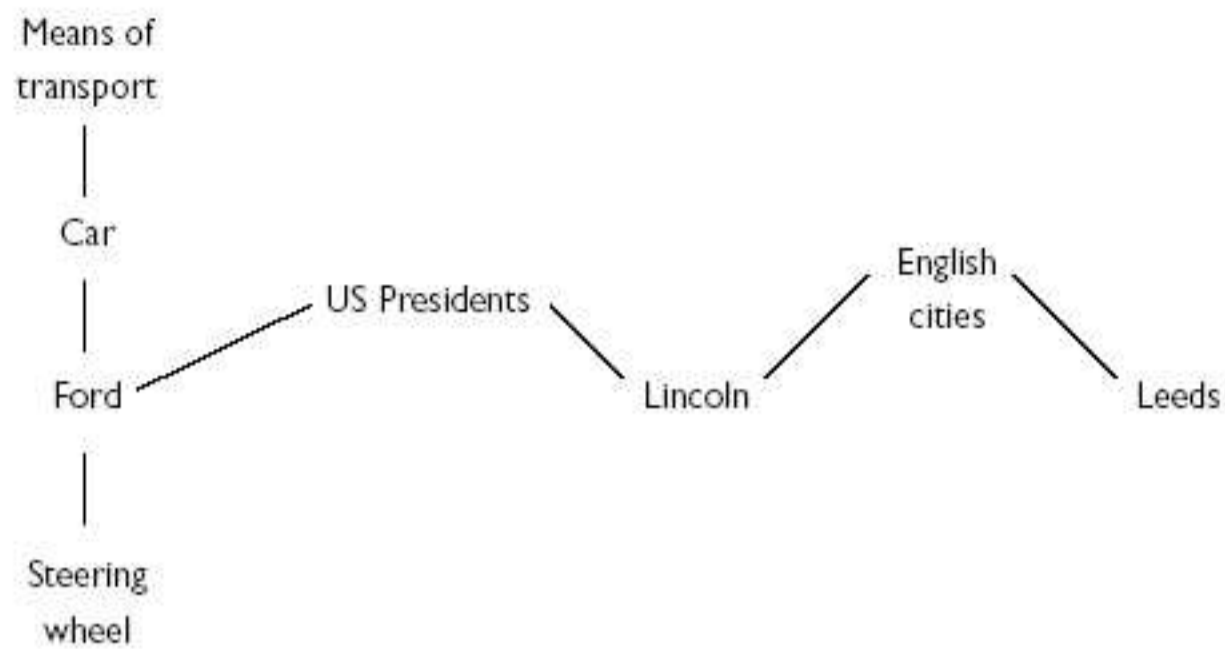 Means of
transport
Car
US Presidents
English
cities
Ford
Lincoln
Leeds
Steering
wheel